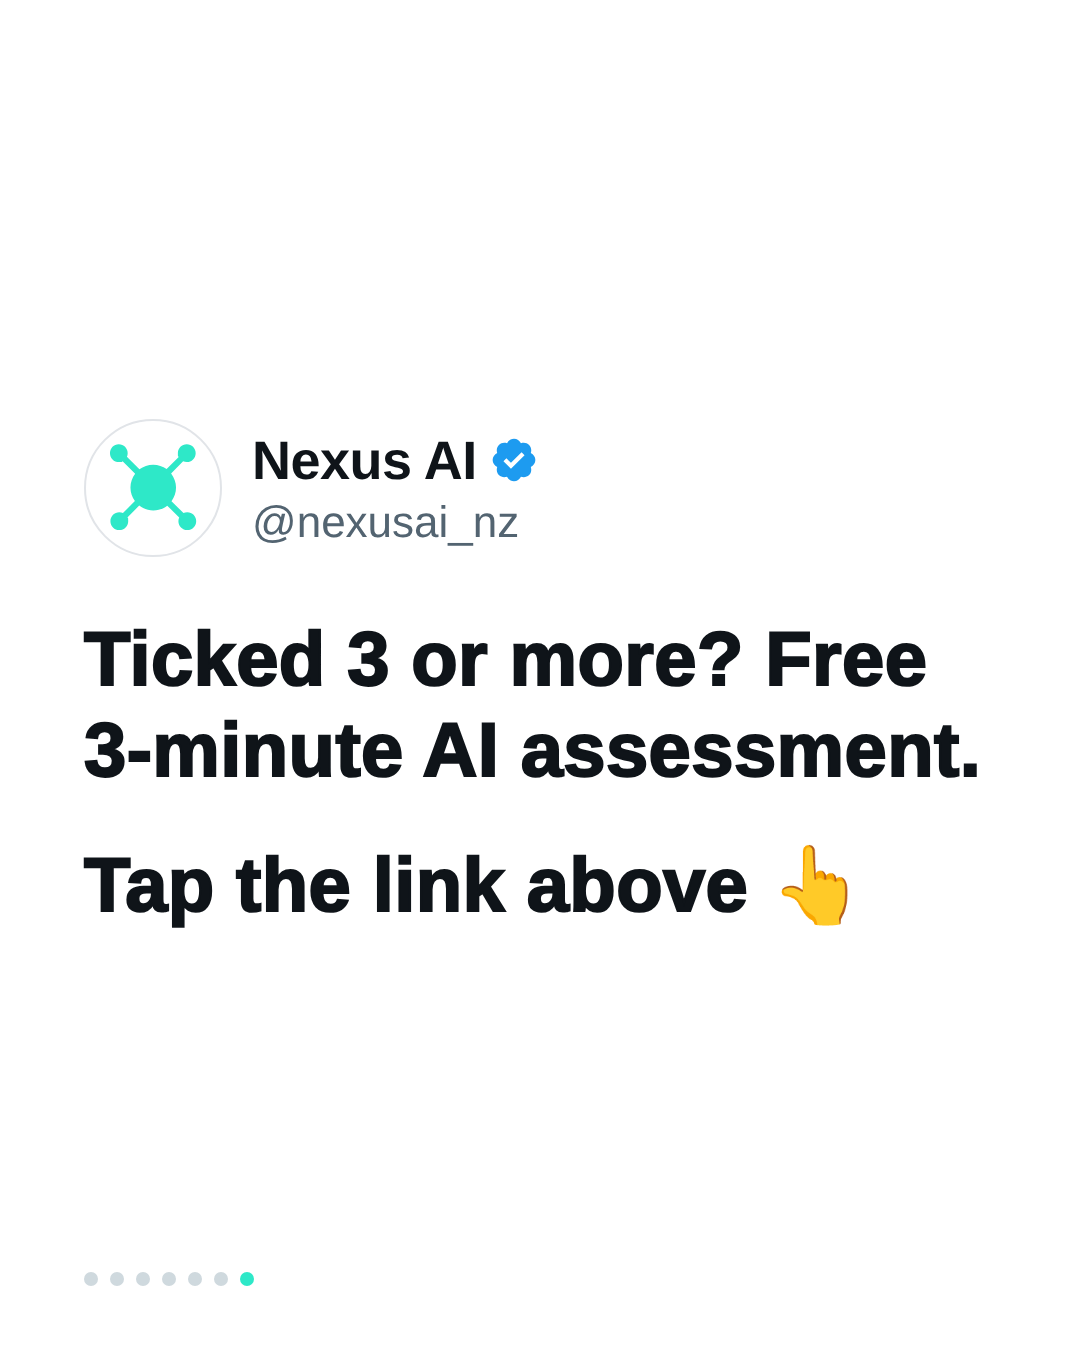 Nexus AI
@nexusai_nz
Ticked 3 or more? Free
3-minute AI assessment.
Tap the link above 👆